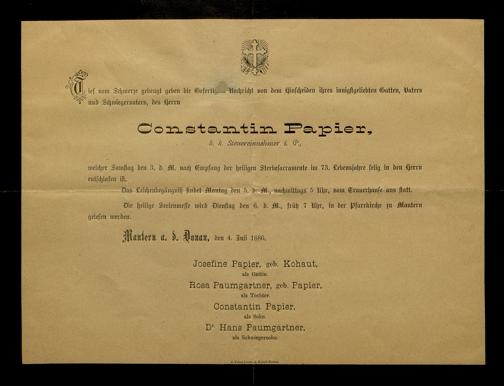 Tief vom Schmerze gebeugt geben die Gefertigten Nachricht von dem Hinscheiden ihres innigstgeliebten Gatten, Vaters
und Schwiegervaters, des Herrn
Constantin Papier,
k. k. Steuereinnehmer i. P.,
welcher Samstag den 3. d. M. nach Empfang der heiligen Sterbesacramente im 73. Lebensjahre selig in den Herrn
entschlafen ist.
Das Leichenbegängniß findet Montag den 5. d. M., nachmittags 5 Uhr, vom Trauerhause aus statt.
Die heilige Seelenmesse wird Dienstag den 6. d. M., früh 7 Uhr, in der Pfarrkirche zu Mautern
gelesen werden.
Mautern a. d. Donau, den 4. Juli 1886.
Josefine Papier, geb. Kohaut,
als Gattin.
Rosa Paumgartner, geb. Papier,
als Tochter.
Constantin Papier,
als Sohn.
Dr Hans Paumgartner,
als Schwiegersohn.